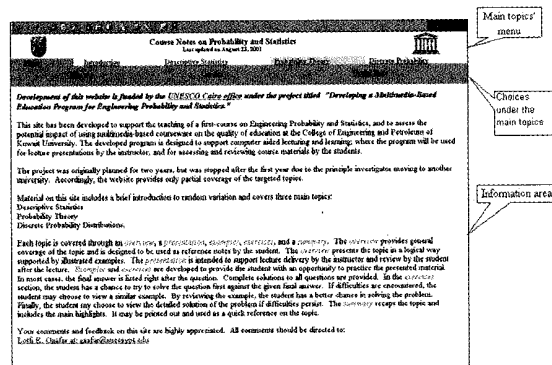 Main topics'
menu
Course Notes on Probability and Statistics
Last updated on August 23, 2001
Introduction Descriptive Statistics Probability Theory Discrete Probability
Development of this website is funded by the UNESCO Cairo office under the project titled "Developing a Multimedia-Based
Education Program for Engineering Probability and Statistics."
Choices
under the
main topics
This site has been developed to support the teaching of a first-course on Engineering Probability and Statistics, and to assess the
potential impact of using multimedia-based courseware on the quality of education at the College of Engineering and Petroleum of
Kuwait University. The developed program is designed to support computer aided lecturing and learning; where the program will be used
for lecture presentations by the instructor, and for assessing and reviewing course materials by the students.
The project was originally planned for two years, but was stopped after the first year due to the principle investigator moving to another
university. Accordingly, the website provides only partial coverage of the targeted topics.
Information area
Material on this site includes a brief introduction to random variation and covers three main topics:
Descriptive Statistics
Probability Theory
Discrete Probability Distributions.
Each topic is covered through an overview, a presentation, examples, exercises, and a summary. The overview provides general
coverage of the topic and is designed to be used as reference notes by the student. The overview presents the topic in a logical way
supported by illustrated examples. The presentation is intended to support lecture delivery by the instructor and review by the student
after the lecture. Examples and exercises are developed to provide the student with an opportunity to practice the presented material.
In most cases, the final answer is listed right after the question. Complete solutions to all questions are provided. In the exercises
section, the student has a chance to try to solve the question first against the given final answer. If difficulties are encountered, the
student may choose to view a similar example. By reviewing the example, the student has a better chance in solving the problem.
Finally, the student may choose to view the detailed solution of the problem if difficulties persist. The summary recaps the topic and
includes the main highlights. It may be printed out and used as a quick reference on the topic.
Your comments and feedback on this site are highly appreciated. All comments should be directed to: